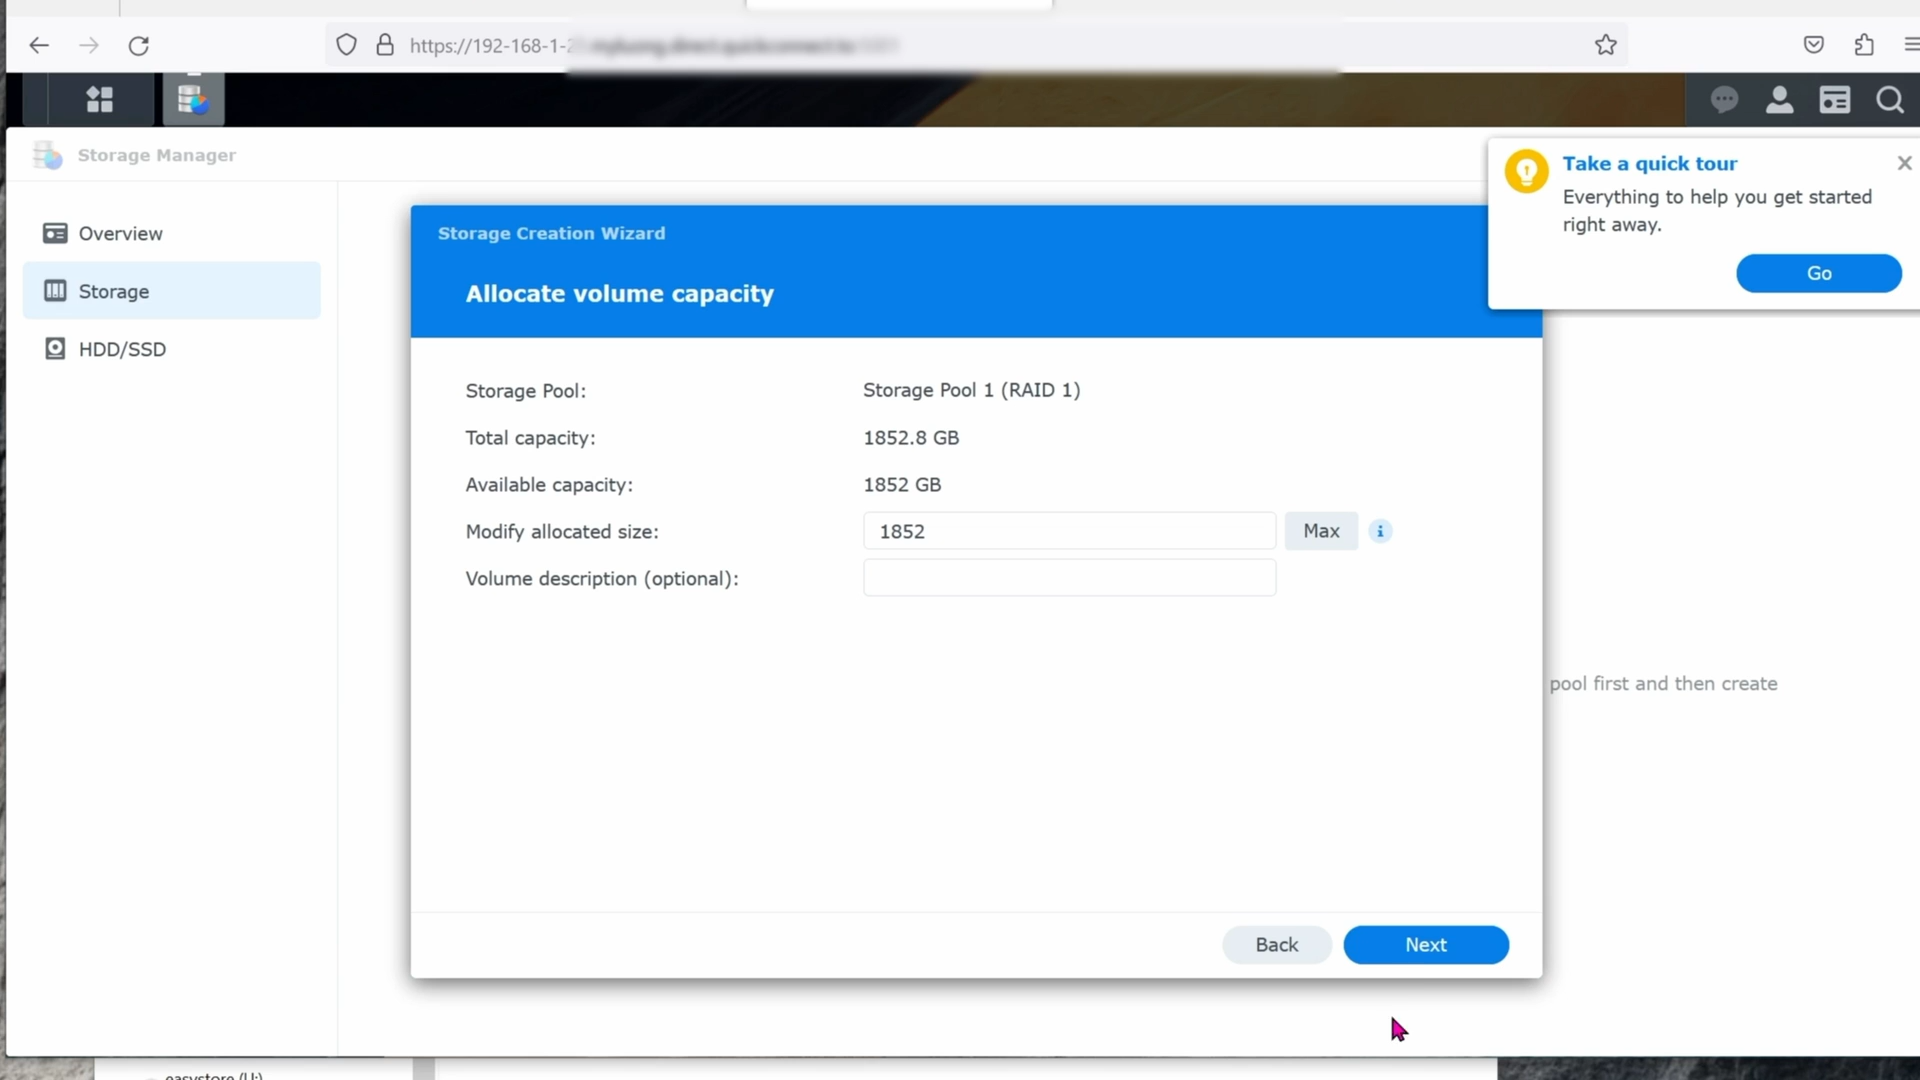 https://192-168-1-2
Storage Manager
Take a quick tour
Everything to help you get started
right away.
Go
Overview
Storage
HDD/SSD
Storage Creation Wizard
Allocate volume capacity
Storage Pool: Storage Pool 1 (RAID 1)
Total capacity: 1852.8 GB
Available capacity: 1852 GB
Modify allocated size: 1852 Max
Volume description (optional):
pool first and then create
Back Next
easystore (U:)